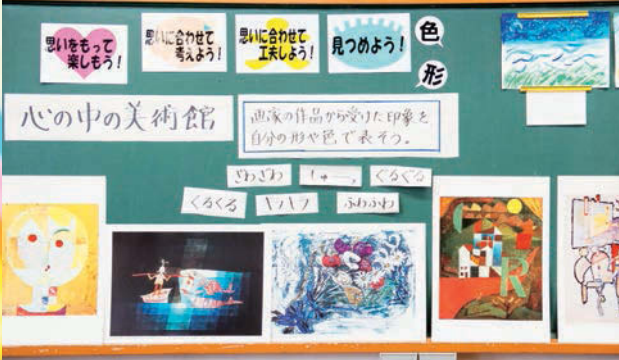 思いをもって
楽しもう!
思いに合わせて
考えよう!
思いに合わせて
工夫しよう!
見つめよう!
色
形
心の中の美術館
画家の作品から受けた印象を
自分の形や色で表そう。
ざわざわ
しゅーっ
ぐるぐる
くるくる
ふわふわ
R